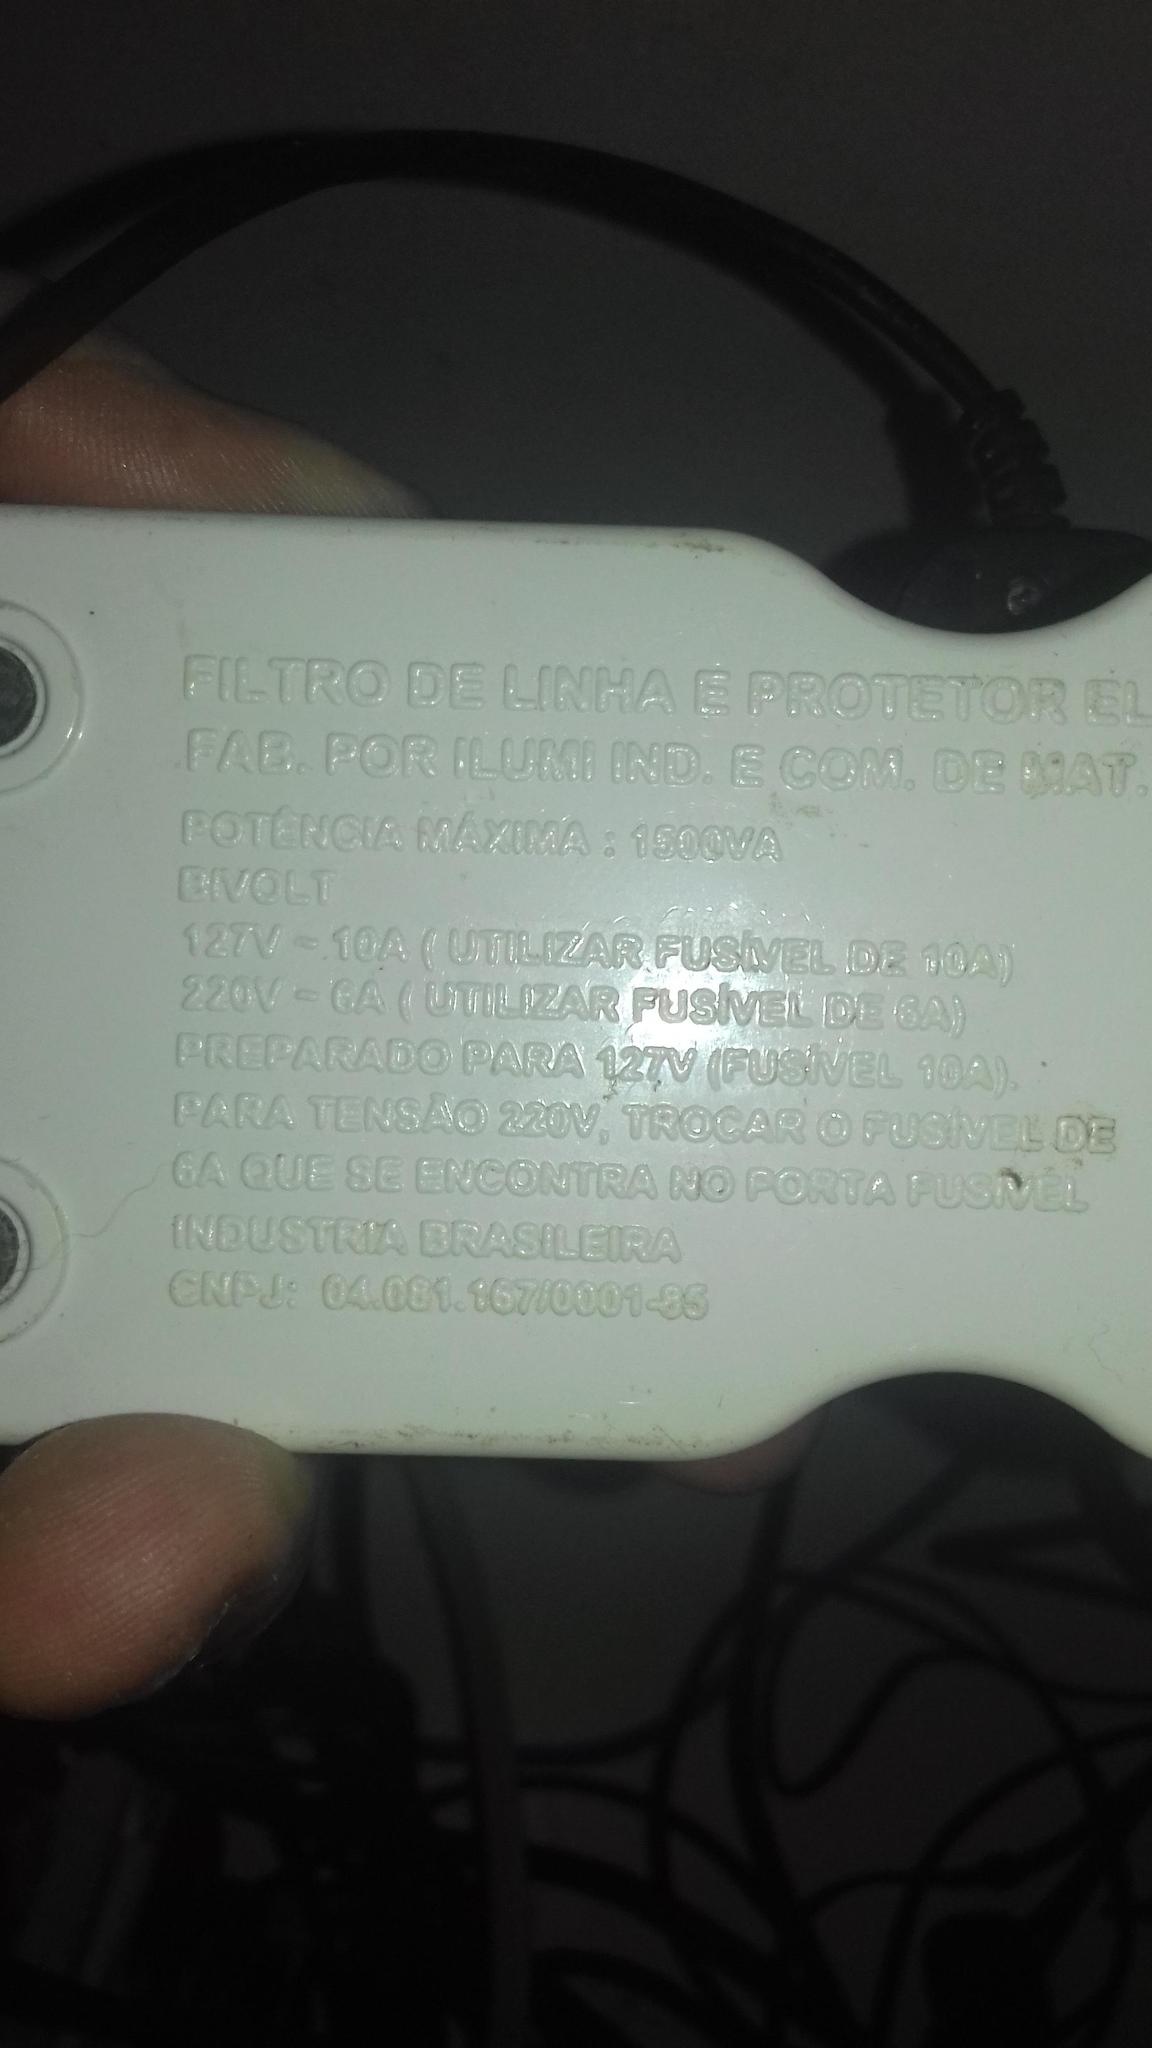 FILTRO DE LINHA E PROTETOR EL
FAB. POR ILUMI IND. E COM. DE MAT.
POTÊNCIA MÁXIMA : 1500VA
BIVOLT
127V ~ 10A ( UTILIZAR FUSÍVEL DE 10A)
220V ~ 6A ( UTILIZAR FUSÍVEL DE 6A)
PREPARADO PARA 127V (FUSÍVEL 10A).
PARA TENSÃO 220V, TROCAR O FUSÍVEL DE
6A QUE SE ENCONTRA NO PORTA FUSIVEL
INDUSTRIA BRASILEIRA
CNPJ: 04.081.167/0001-85